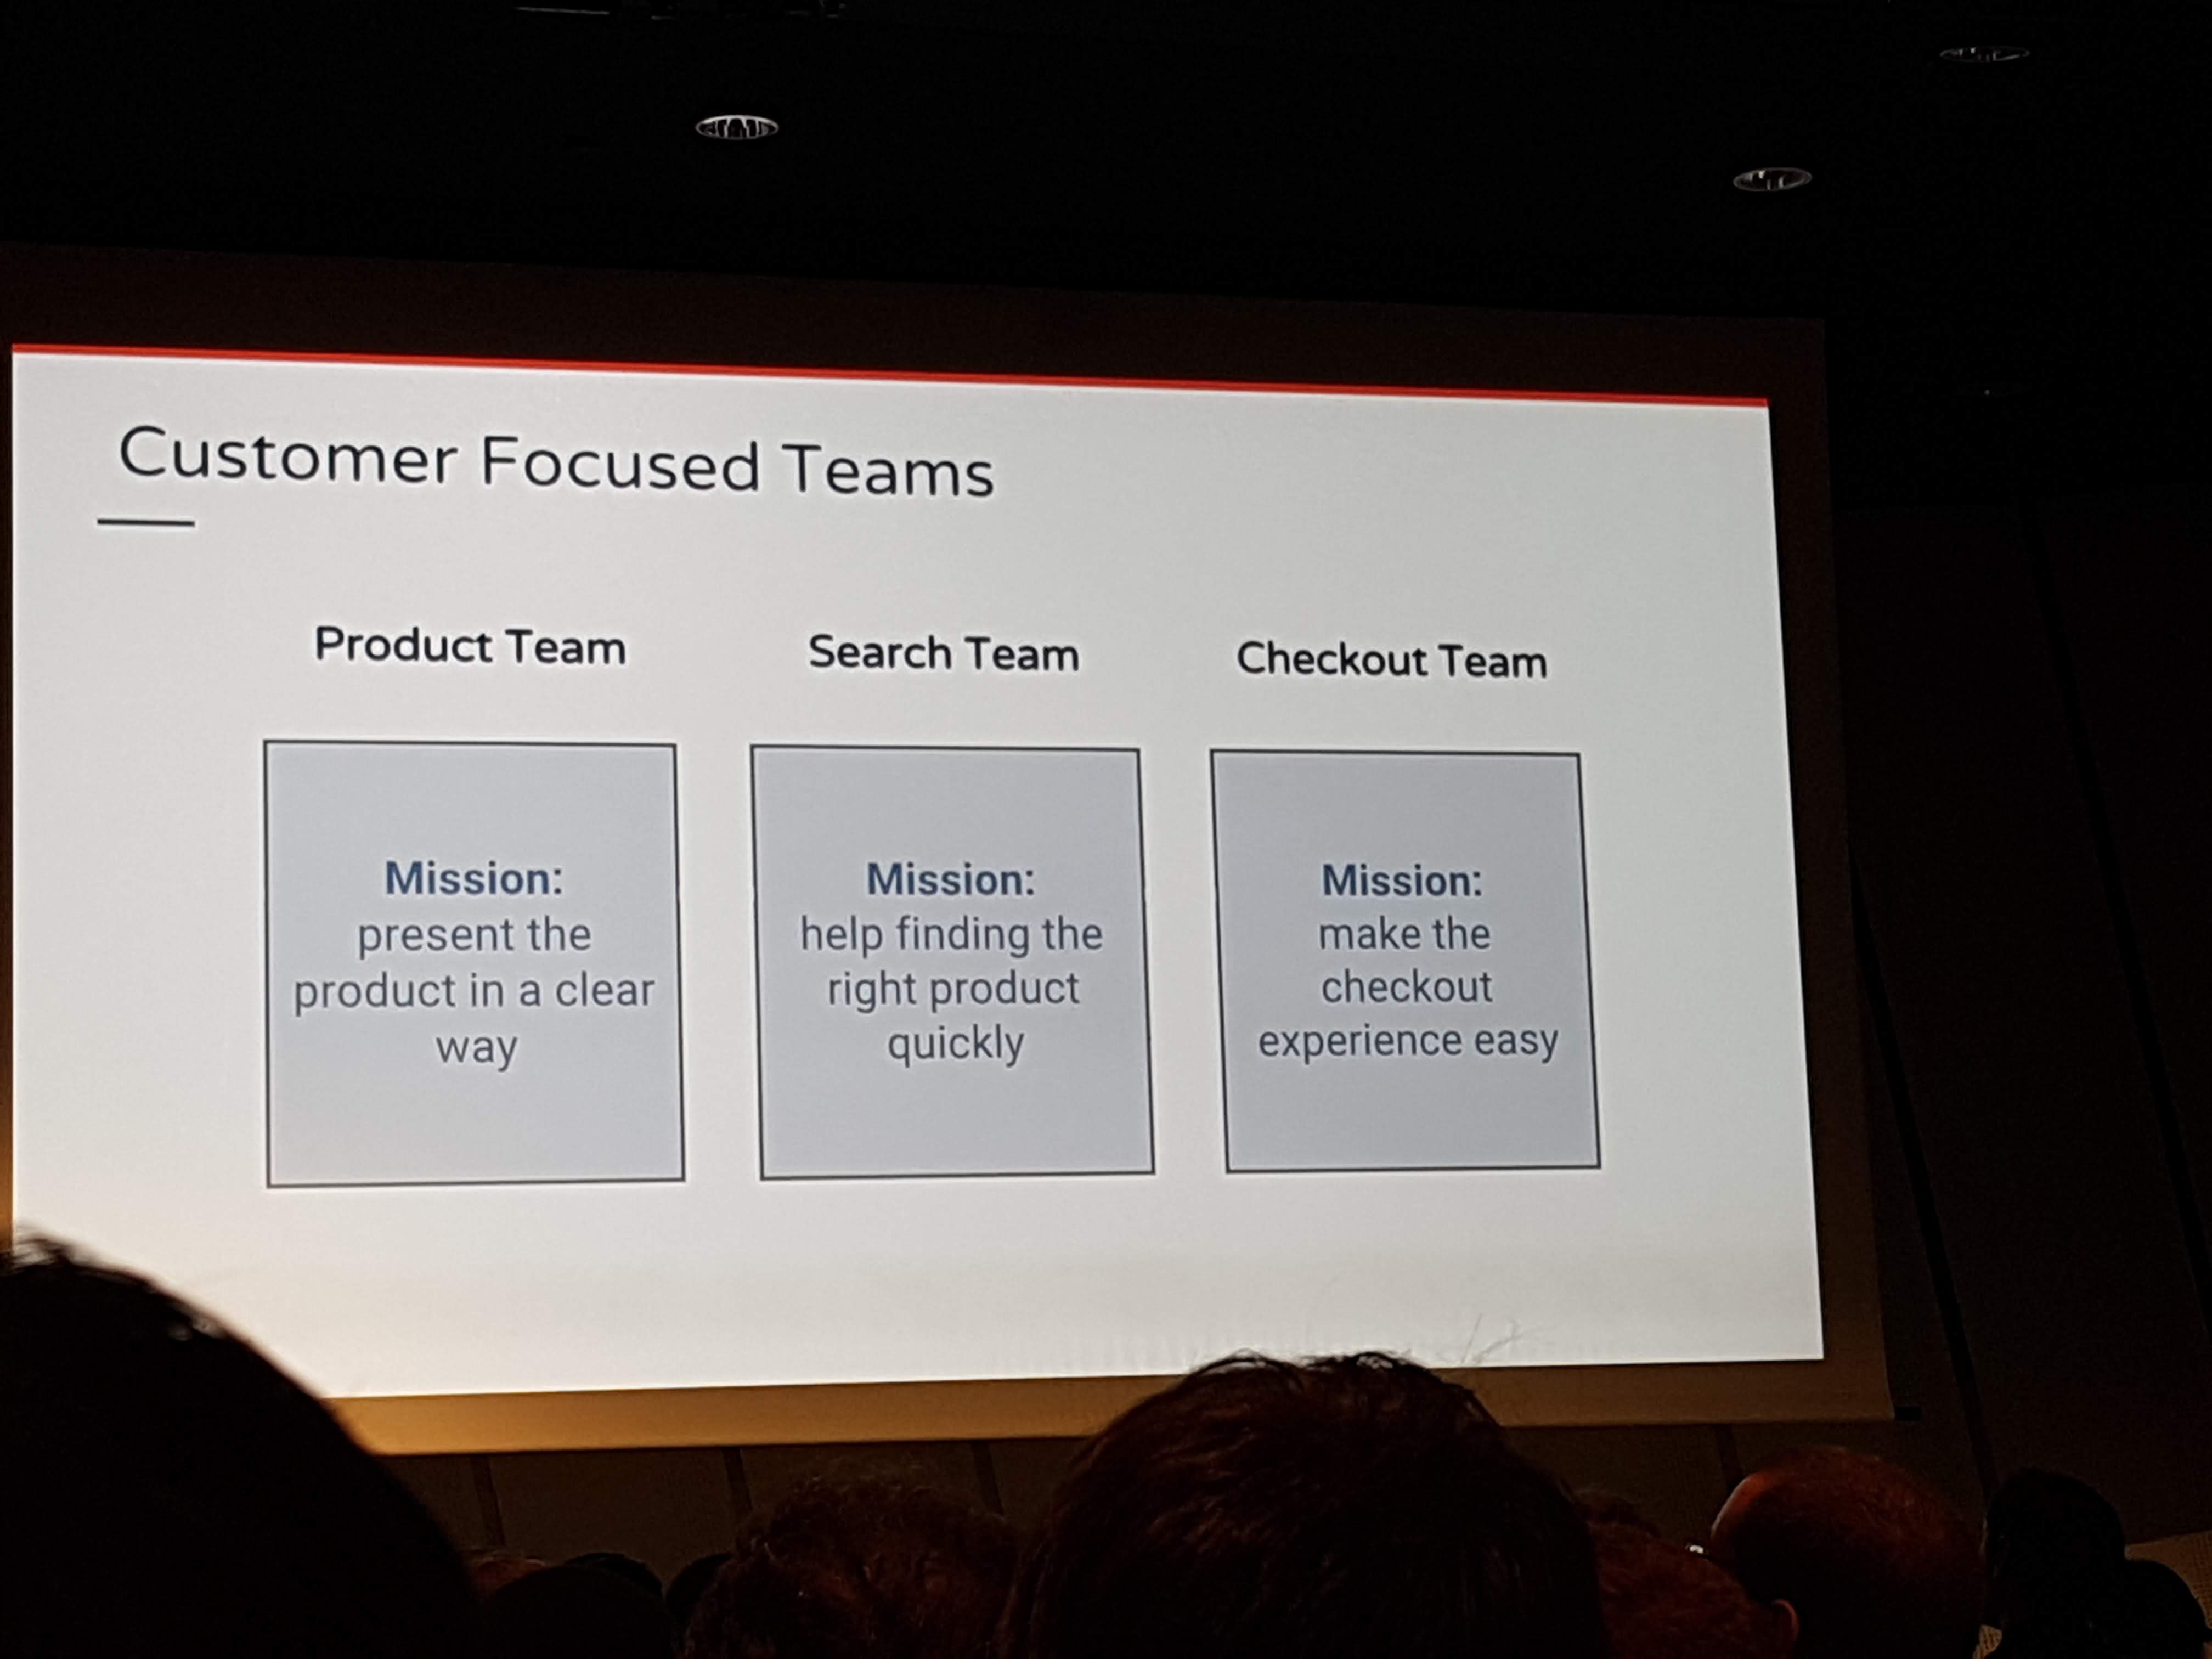 Customer Focused Teams
Product Team
Search Team
Checkout Team
Mission:
present the
product in a clear
way
Mission:
help finding the
right product
quickly
Mission:
make the
checkout
experience easy